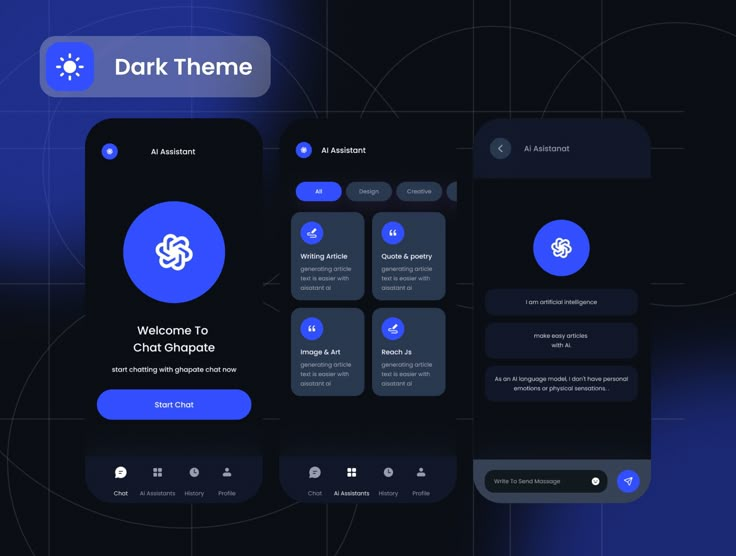 Dark Theme
AI Assistant
Welcome To
Chat Ghapate
start chatting with ghapate chat now
Start Chat
Chat
Ai Assistants
History
Profile
AI Assistant
All
Design
Creative
Writing Article
generating article
text is easier with
aisatant ai
Quote & poetry
generating article
text is easier with
aisatant ai
Image & Art
generating article
text is easier with
aisatant ai
Reach Js
generating article
text is easier with
aisatant ai
Chat
Ai Assistants
History
Profile
Ai Asistanat
I am artificial intelligence
make easy articles
with Ai.
As an AI language model, I don't have personal
emotions or physical sensations. .
Write To Send Massage